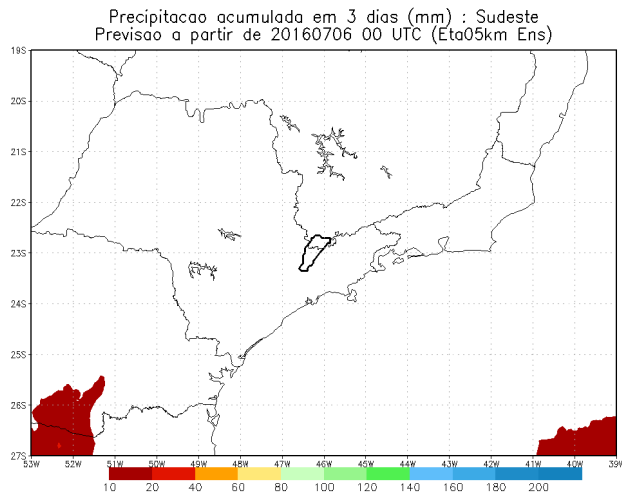 Precipitacao acumulada em 3 dias (mm) : Sudeste
Previsao a partir de 20160706 00 UTC (Eta05km Ens)
19S
20S
21S
22S
23S
24S
25S
26S
27S
53W 52W 51W 50W 49W 48W 47W 46W 45W 44W 43W 42W 41W 40W 39W
10 20 40 60 80 100 120 140 160 180 200